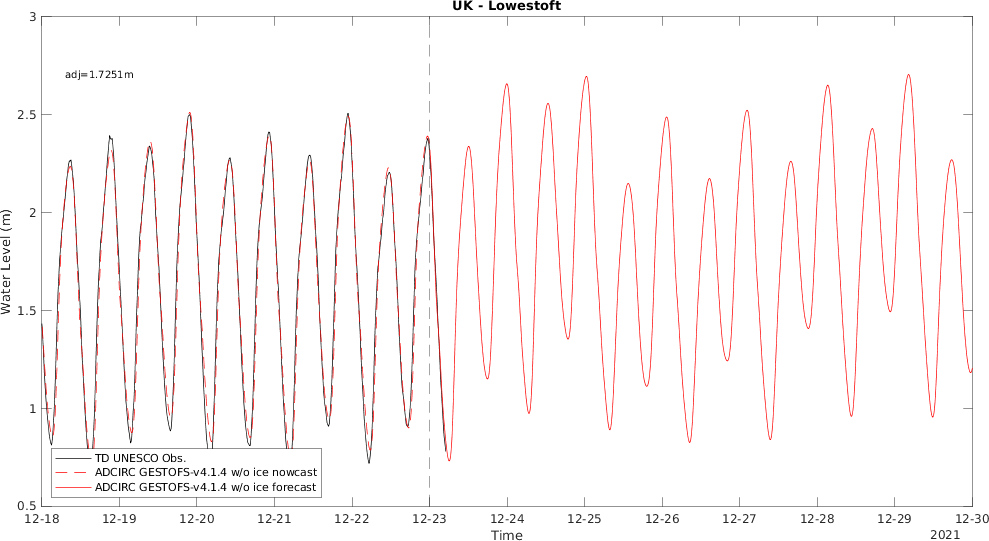 UK - Lowestoft
adj=1.7251m
Water Level (m)
3
2.5
2
1.5
1
0.5
TD UNESCO Obs.
ADCIRC GESTOFS-v4.1.4 w/o ice nowcast
ADCIRC GESTOFS-v4.1.4 w/o ice forecast
12-18 12-19 12-20 12-21 12-22 12-23 12-24 12-25 12-26 12-27 12-28 12-29 12-30
Time
2021